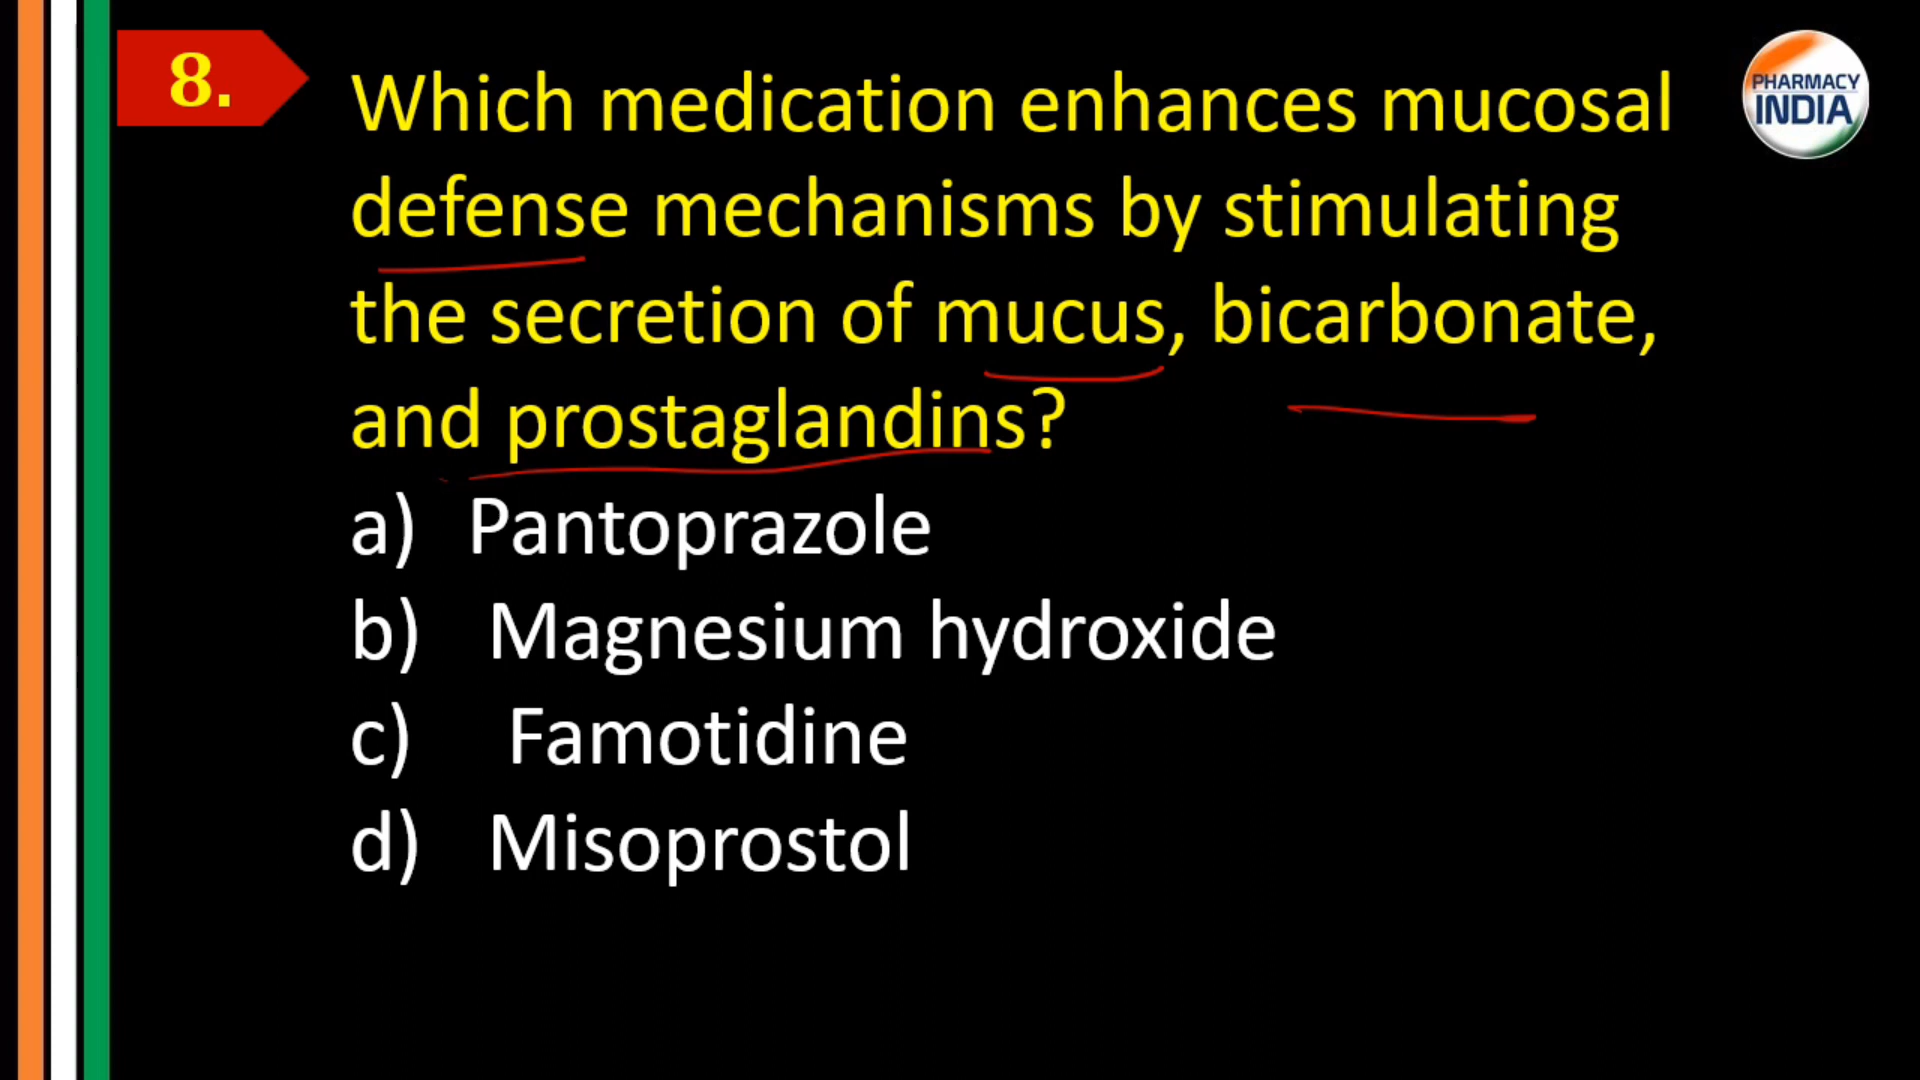 8.
Which medication enhances mucosal
defense mechanisms by stimulating
the secretion of mucus, bicarbonate,
and prostaglandins?
a) Pantoprazole
b) Magnesium hydroxide
c) Famotidine
d) Misoprostol
PHARMACY
INDIA